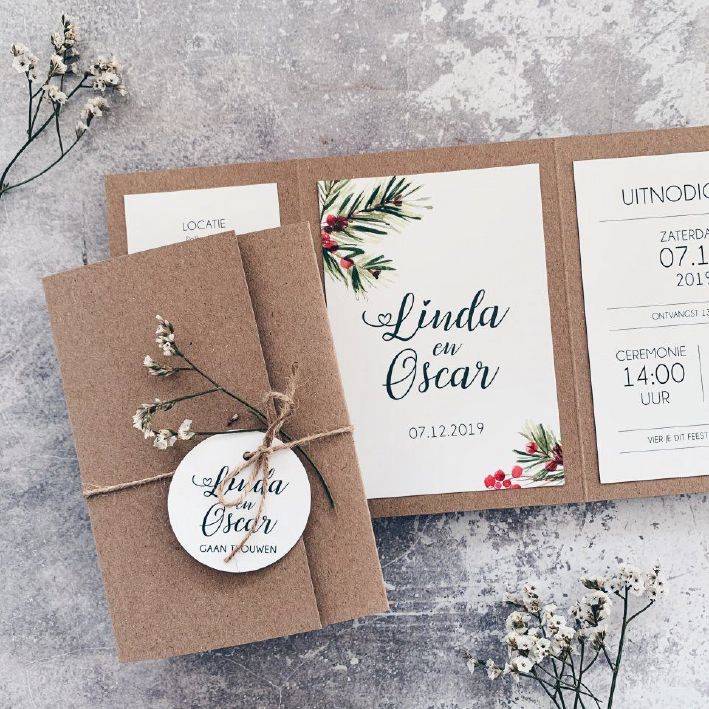 LOCATIE
Linda
en
Oscar
07.12.2019
UITNODIG
ZATERDA
07.1
2019
ONTVANGST 13
CEREMONIE
14:00
UUR
VIER JE DIT FEEST
Linda
en
Oscar
GAAN TROUWEN